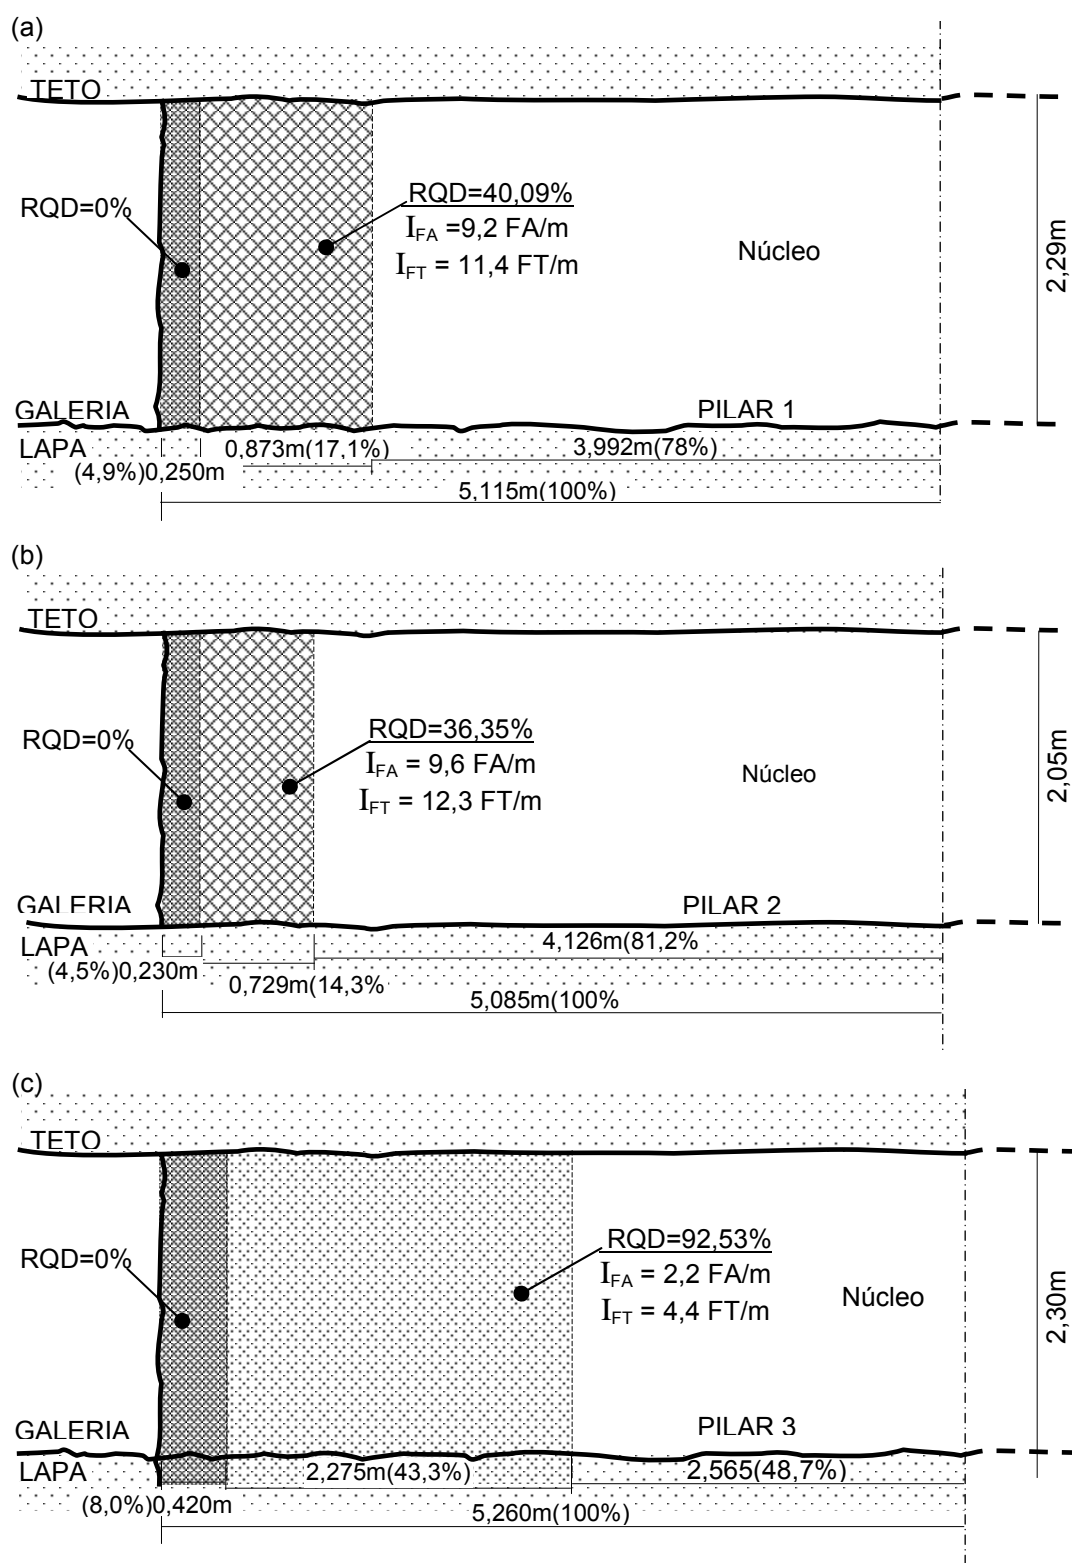 (a)
TETO
RQD=0%
RQD=40,09%
IFA =9,2 FA/m
IFT = 11,4 FT/m
Núcleo
2,29m
GALERIA
PILAR 1
LAPA
0,873m(17,1%)
3,992m(78%)
(4,9%)0,250m
5,115m(100%)
(b)
TETO
RQD=0%
RQD=36,35%
IFA = 9,6 FA/m
IFT = 12,3 FT/m
Núcleo
2,05m
GALERIA
PILAR 2
LAPA
4,126m(81,2%
(4,5%)0,230m
0,729m(14,3%
5,085m(100%
(c)
TETO
RQD=0%
RQD=92,53%
IFA = 2,2 FA/m
IFT = 4,4 FT/m
Núcleo
2,30m
GALERIA
PILAR 3
LAPA
2,275m(43,3%)
2,565(48,7%)
(8,0%)0,420m
5,260m(100%)